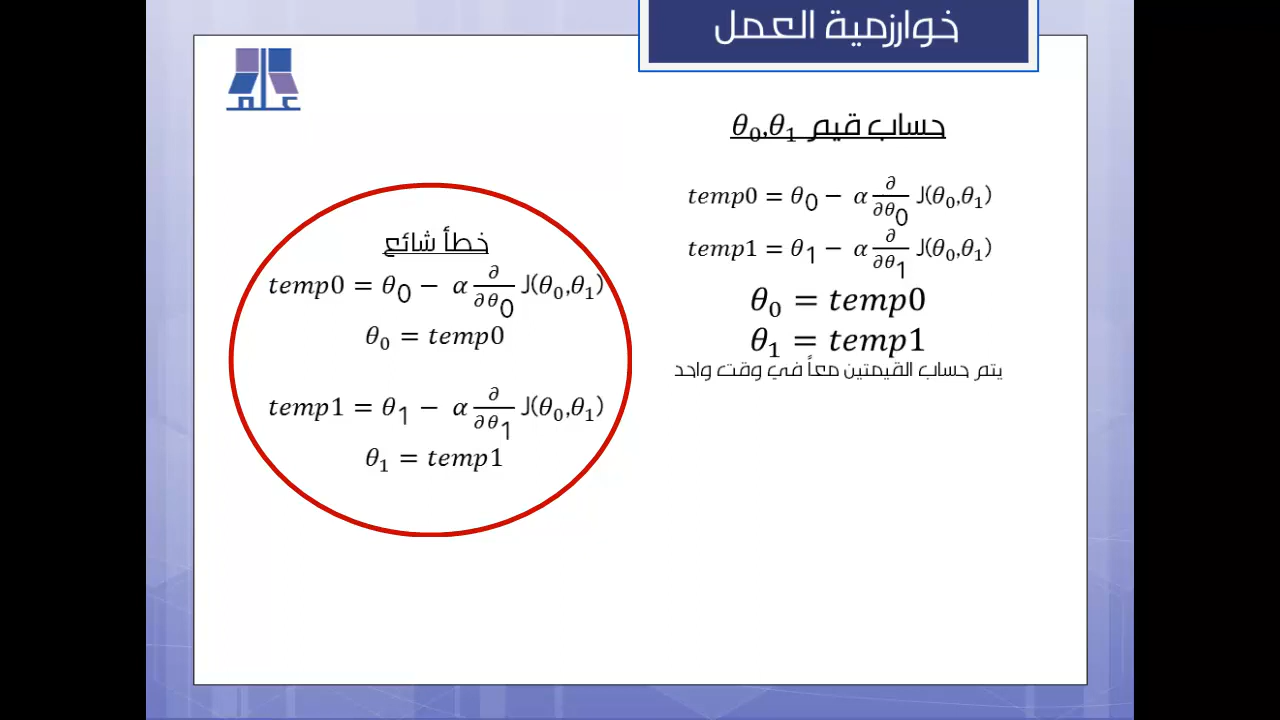 خوارزمية العمل
علم
حساب قيم θ₀,θ₁
temp0 = θ₀ − α ∂/∂θ₀ J(θ₀,θ₁)
temp1 = θ₁ − α ∂/∂θ₁ J(θ₀,θ₁)
θ₀ = temp0
θ₁ = temp1
يتم حساب القيمتين معاً في وقت واحد
خطأ شائع
temp0 = θ₀ − α ∂/∂θ₀ J(θ₀,θ₁)
θ₀ = temp0
temp1 = θ₁ − α ∂/∂θ₁ J(θ₀,θ₁)
θ₁ = temp1